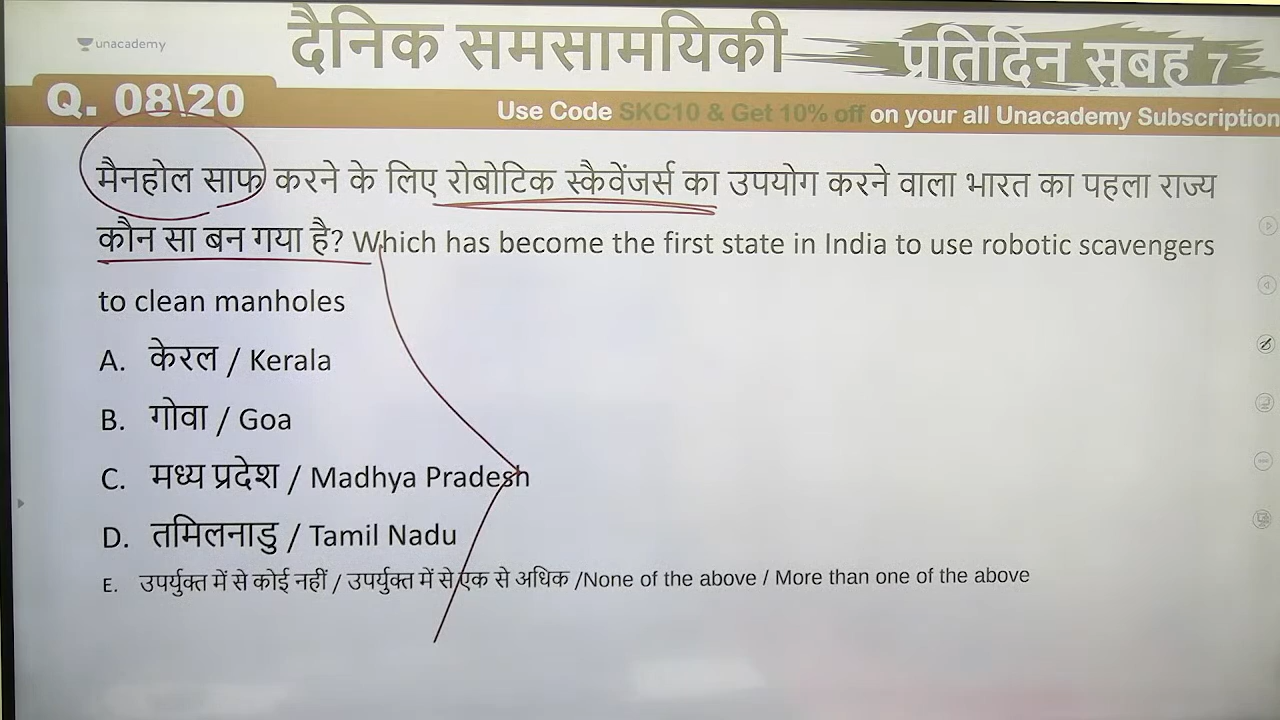 unacademy
दैनिक समसामयिकी
प्रतिदिन सुबह 7
Q. 08\20
Use Code SKC10 & Get 10% off on your all Unacademy Subscription
मैनहोल साफ करने के लिए रोबोटिक स्कैवेंजर्स का उपयोग करने वाला भारत का पहला राज्य
कौन सा बन गया है? Which has become the first state in India to use robotic scavengers
to clean manholes
A. केरल / Kerala
B. गोवा / Goa
C. मध्य प्रदेश / Madhya Pradesh
D. तमिलनाडु / Tamil Nadu
E. उपर्युक्त में से कोई नहीं / उपर्युक्त में से एक से अधिक /None of the above / More than one of the above